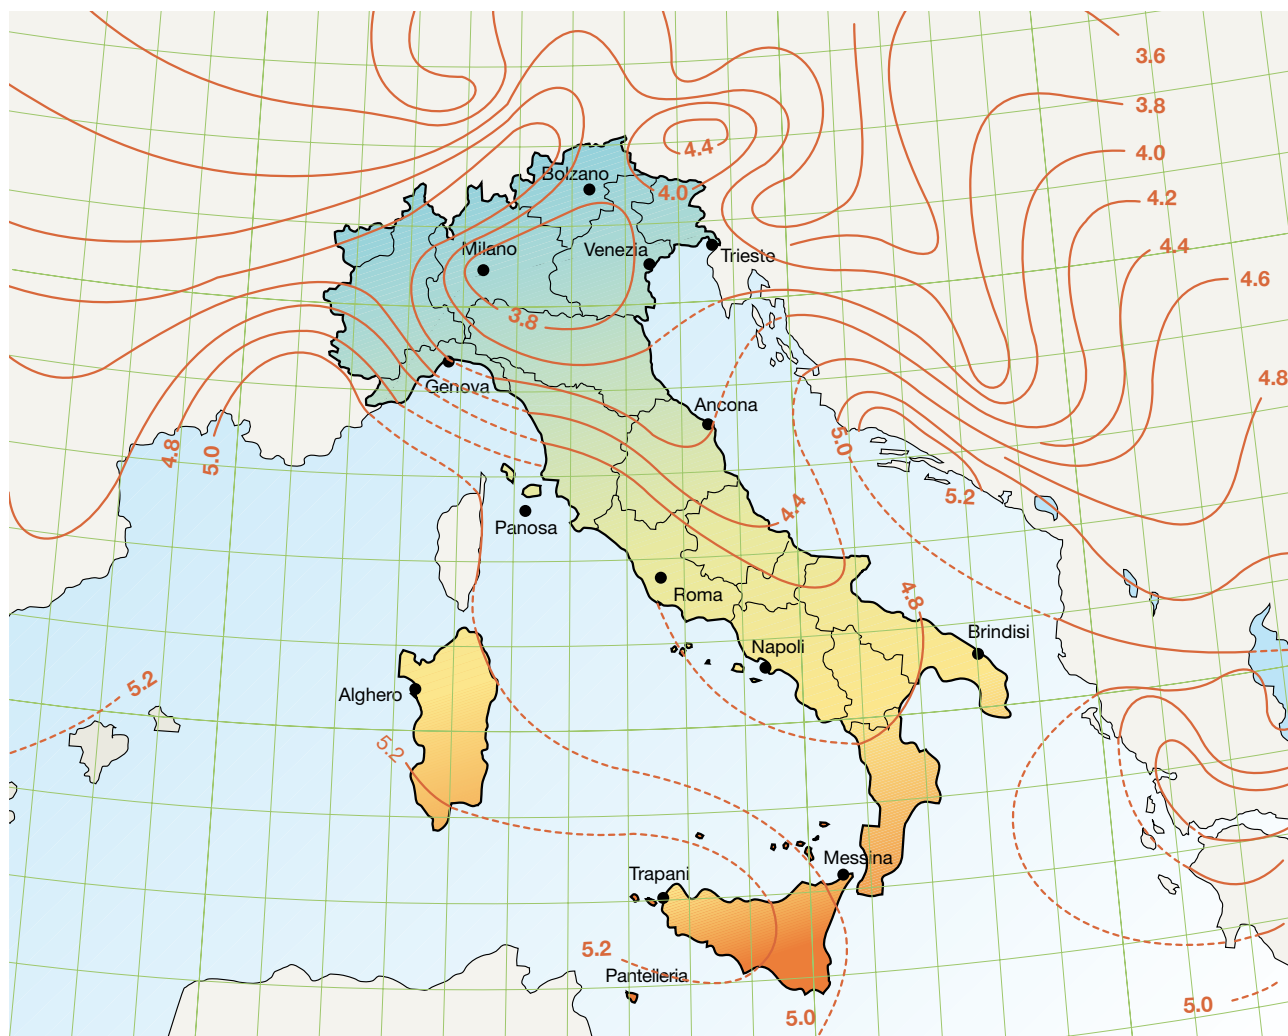 3.6
3.8
4.4
4.0
Bolzano
4.0
4.2
Milano
Venezia
Trieste
4.4
4.6
3.8
4.8
Genova
Ancona
4.8
5.0
5.0
5.2
4.4
Panosa
Roma
4.8
Brindisi
Napoli
5.2
Alghero
5.2
Messina
Trapani
5.2
Pantelleria
5.0
5.0